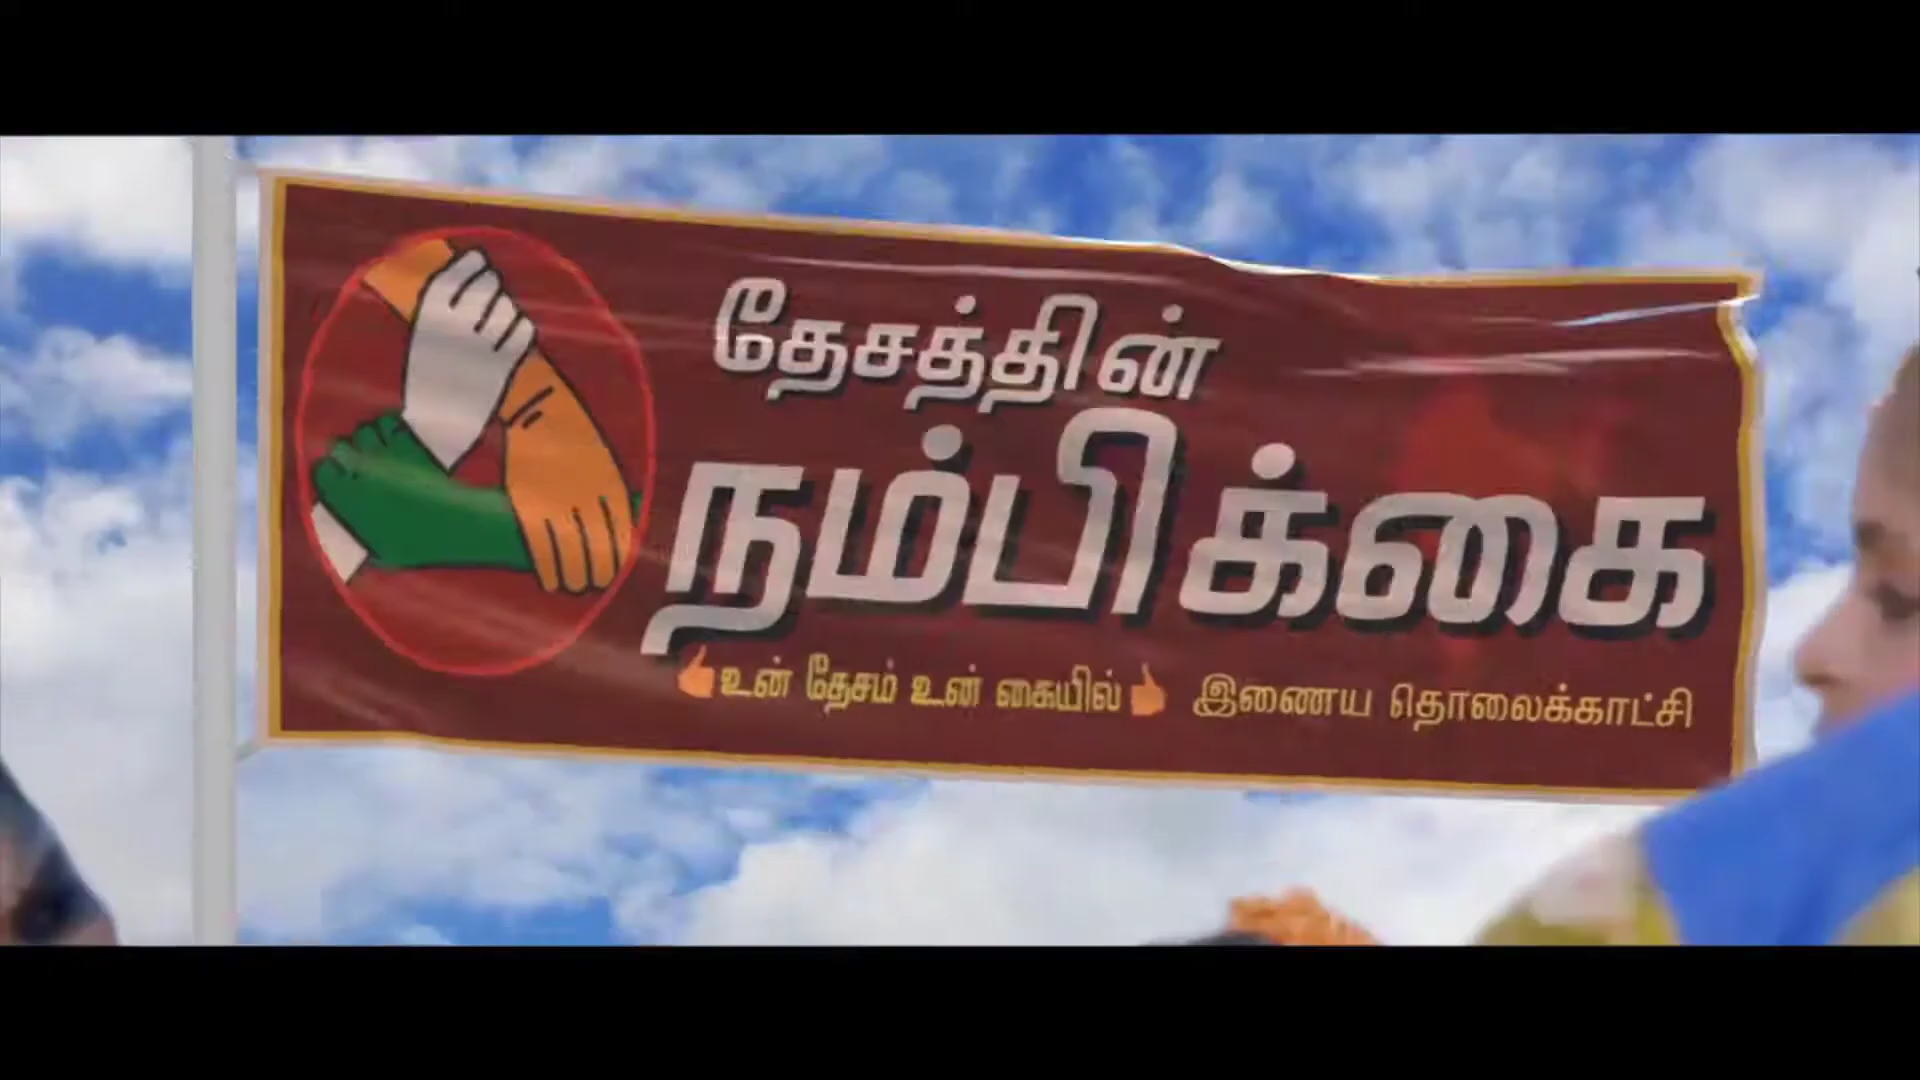 தேசத்தின்
நம்பிக்கை
உன் தேசம் உன் கையில் இணைய தொலைக்காட்சி